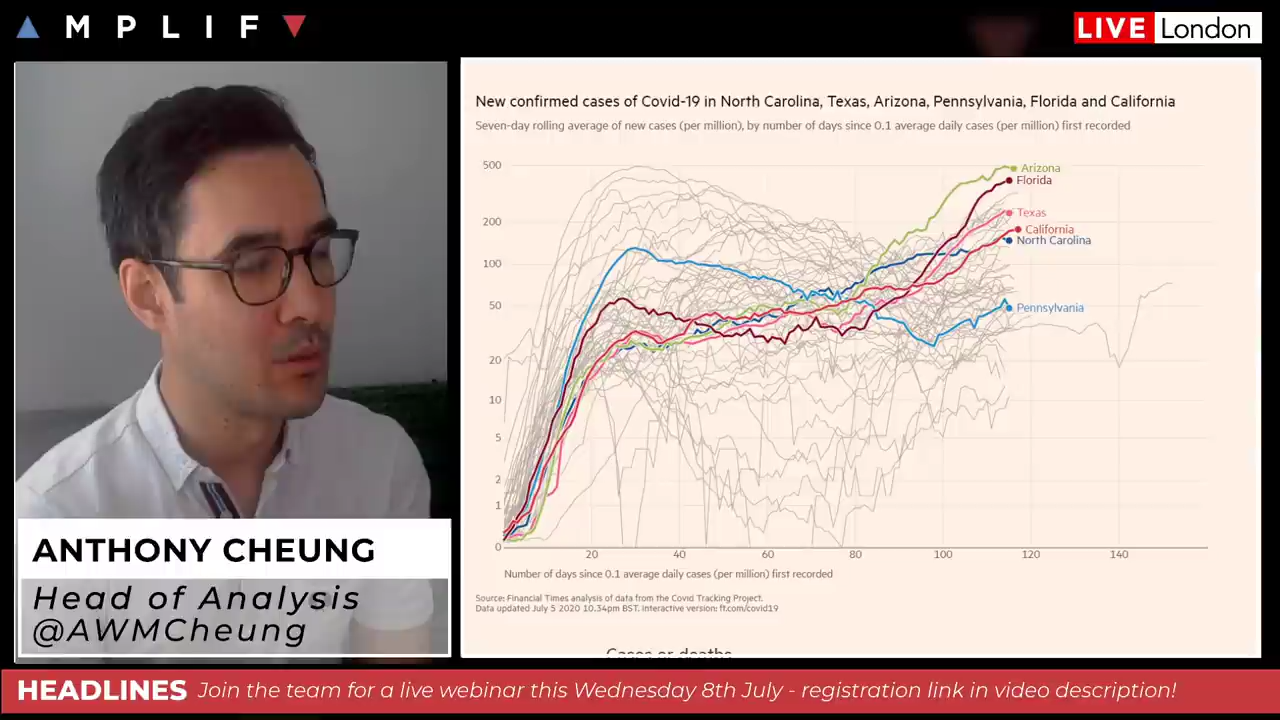 AMPLIFY
LIVE London
New confirmed cases of Covid-19 in North Carolina, Texas, Arizona, Pennsylvania, Florida and California
Seven-day rolling average of new cases (per million), by number of days since 0.1 average daily cases (per million) first recorded
500
200
100
50
20
10
5
2
1
0
Arizona
Florida
Texas
California
North Carolina
Pennsylvania
20 40 60 80 100 120 140
Number of days since 0.1 average daily cases (per million) first recorded
Source: Financial Times analysis of data from the Covid Tracking Project.
Data updated July 5 2020 10.34pm BST. Interactive version: ft.com/covid19
Cases or deaths
ANTHONY CHEUNG
Head of Analysis
@AWMCheung
HEADLINES Join the team for a live webinar this Wednesday 8th July - registration link in video description!